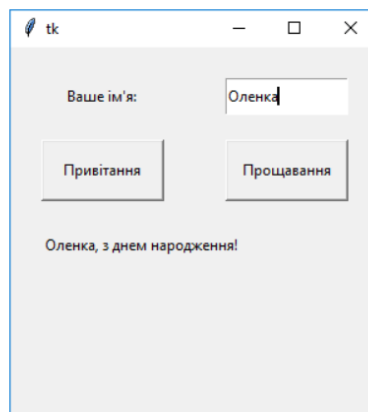 tk
Ваше ім'я: Оленка
Привітання Прощавання
Оленка, з днем народження!